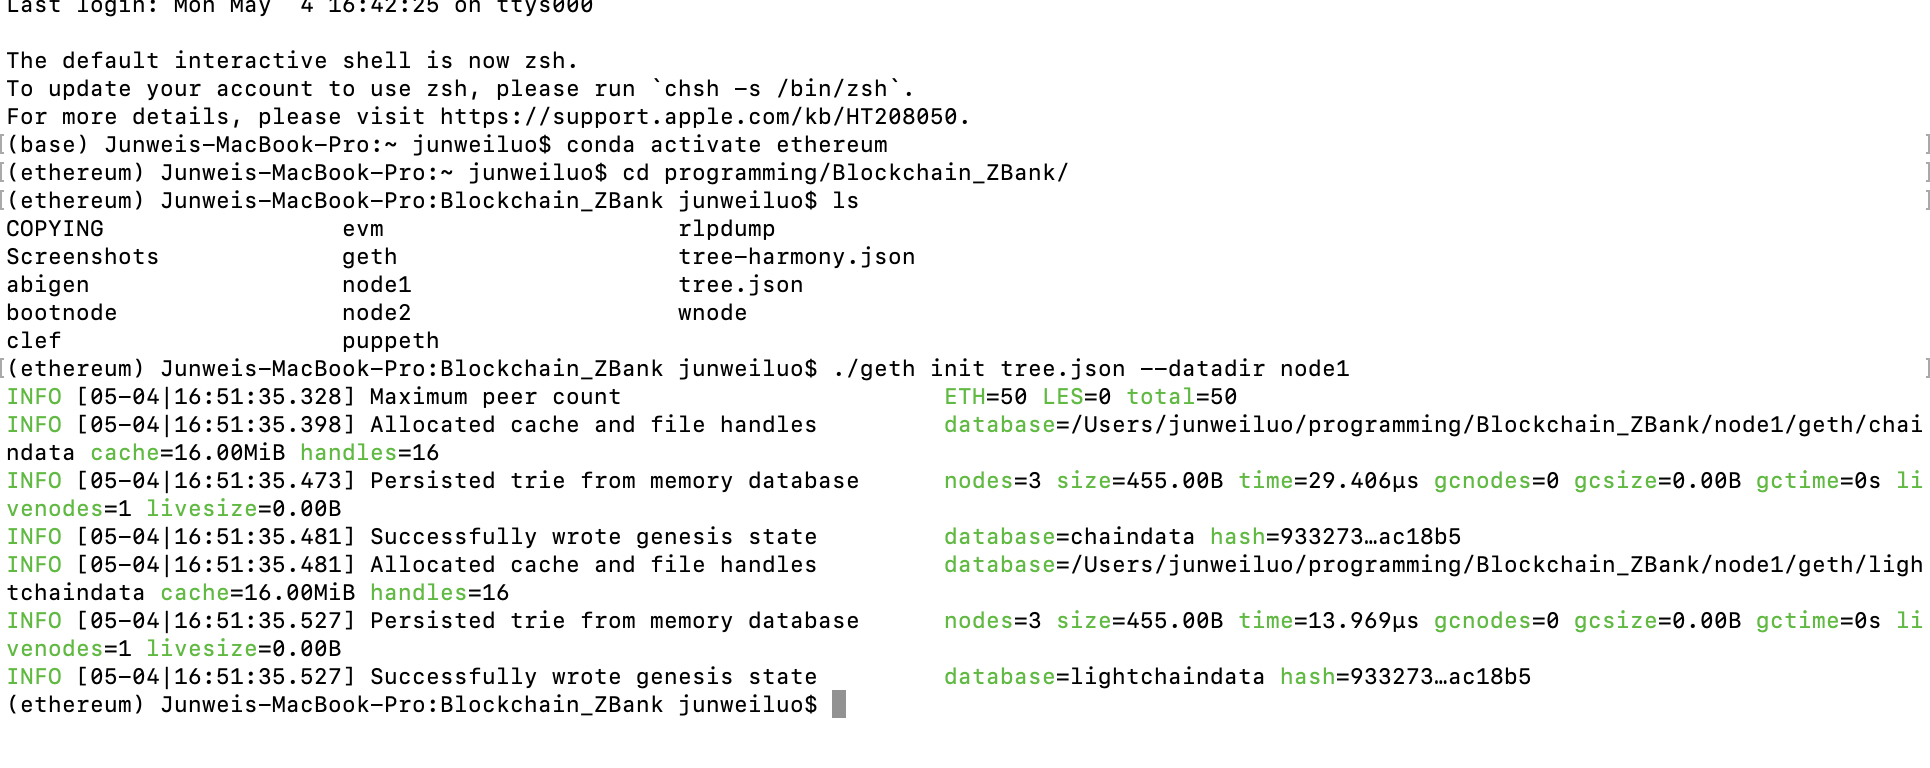 Last login: Mon May  4 16:42:25 on ttys000
The default interactive shell is now zsh.
To update your account to use zsh, please run `chsh -s /bin/zsh`.
For more details, please visit https://support.apple.com/kb/HT208050.
[(base) Junweis-MacBook-Pro:~ junweiluo$ conda activate ethereum ]
[(ethereum) Junweis-MacBook-Pro:~ junweiluo$ cd programming/Blockchain_ZBank/ ]
[(ethereum) Junweis-MacBook-Pro:Blockchain_ZBank junweiluo$ ls ]
COPYING evm rlpdump
Screenshots geth tree-harmony.json
abigen node1 tree.json
bootnode node2 wnode
clef puppeth
[(ethereum) Junweis-MacBook-Pro:Blockchain_ZBank junweiluo$ ./geth init tree.json --datadir node1 ]
INFO [05-04|16:51:35.328] Maximum peer count ETH=50 LES=0 total=50
INFO [05-04|16:51:35.398] Allocated cache and file handles database=/Users/junweiluo/programming/Blockchain_ZBank/node1/geth/chai
ndata cache=16.00MiB handles=16
INFO [05-04|16:51:35.473] Persisted trie from memory database nodes=3 size=455.00B time=29.406µs gcnodes=0 gcsize=0.00B gctime=0s li
venodes=1 livesize=0.00B
INFO [05-04|16:51:35.481] Successfully wrote genesis state database=chaindata hash=933273…ac18b5
INFO [05-04|16:51:35.481] Allocated cache and file handles database=/Users/junweiluo/programming/Blockchain_ZBank/node1/geth/ligh
tchaindata cache=16.00MiB handles=16
INFO [05-04|16:51:35.527] Persisted trie from memory database nodes=3 size=455.00B time=13.969µs gcnodes=0 gcsize=0.00B gctime=0s li
venodes=1 livesize=0.00B
INFO [05-04|16:51:35.527] Successfully wrote genesis state database=lightchaindata hash=933273…ac18b5
(ethereum) Junweis-MacBook-Pro:Blockchain_ZBank junweiluo$